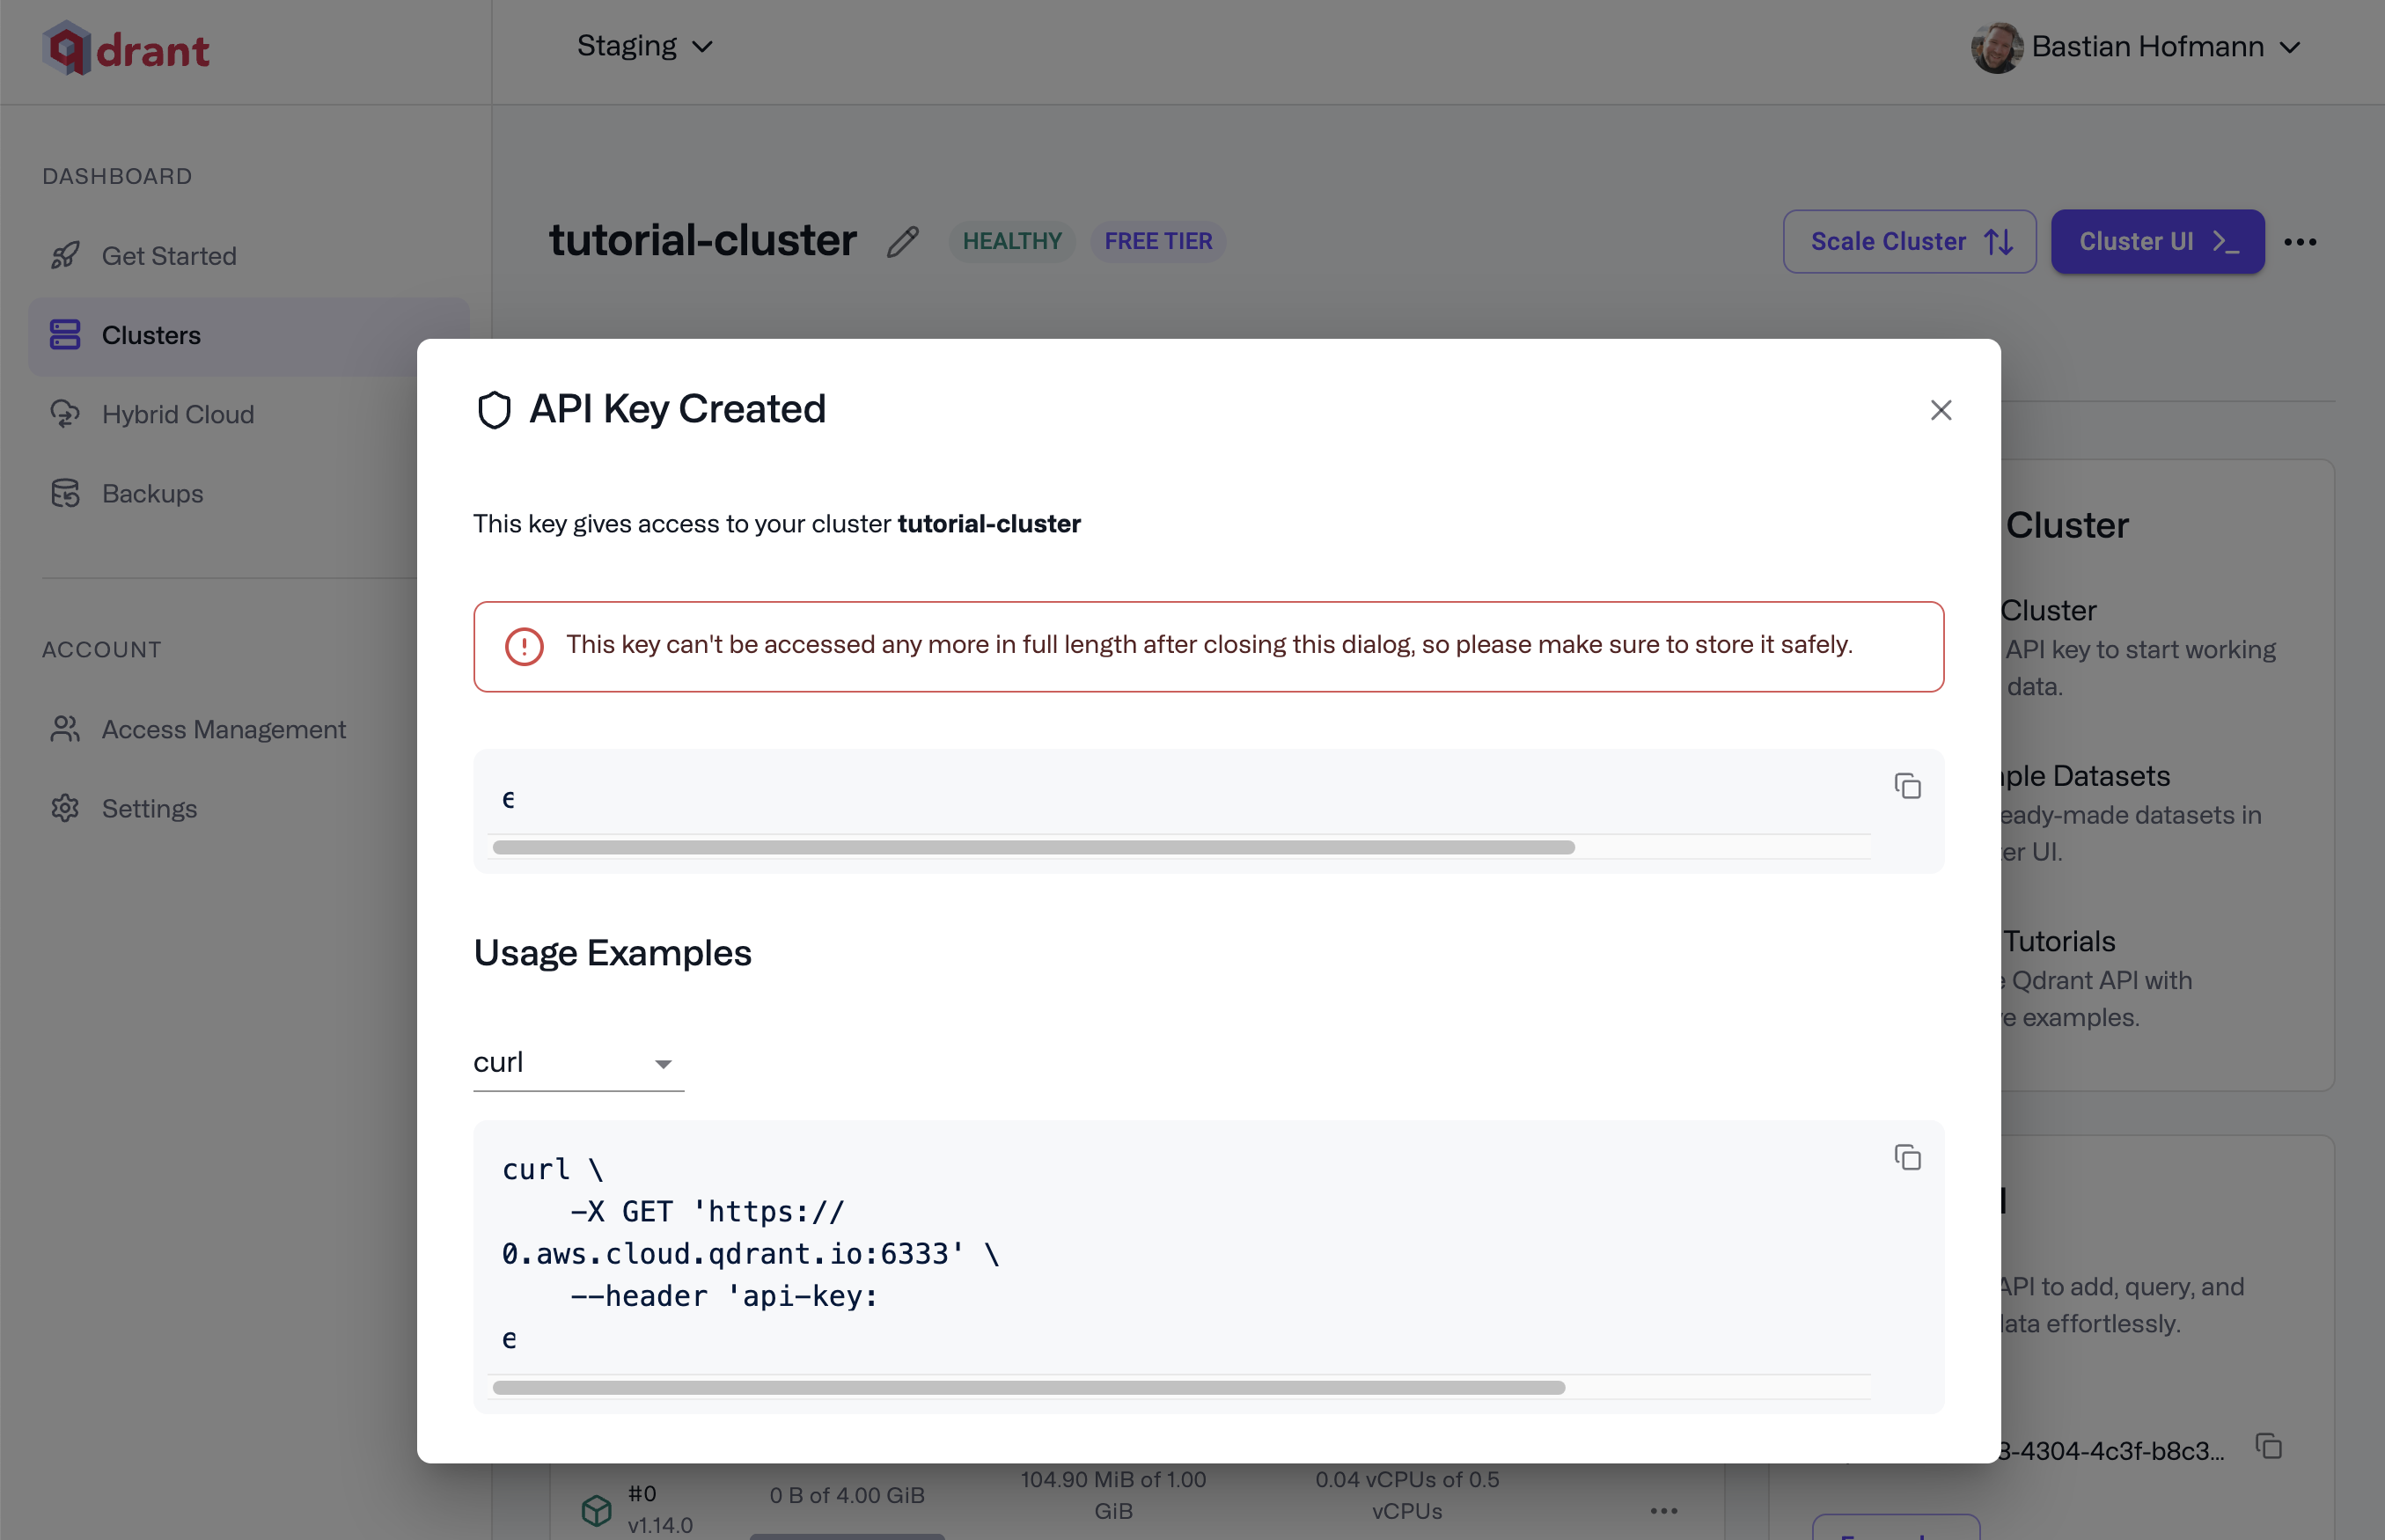 qdrant
Staging
Bastian Hofmann
DASHBOARD
Get Started
Clusters
Hybrid Cloud
Backups
ACCOUNT
Access Management
Settings
tutorial-cluster
HEALTHY
FREE TIER
Scale Cluster
Cluster UI
API Key Created
This key gives access to your cluster tutorial-cluster
This key can't be accessed any more in full length after closing this dialog, so please make sure to store it safely.
e
Usage Examples
curl
curl \
-X GET 'https://
0.aws.cloud.qdrant.io:6333' \
--header 'api-key:
e
Cluster
Cluster
API key to start working
data.
Datasets
ready-made datasets in
UI.
Tutorials
Qdrant API with
examples.
API to add, query, and
data effortlessly.
3-4304-4c3f-b8c3...
#0
v1.14.0
0 B of 4.00 GiB
104.90 MiB of 1.00
GiB
0.04 vCPUs of 0.5
vCPUs